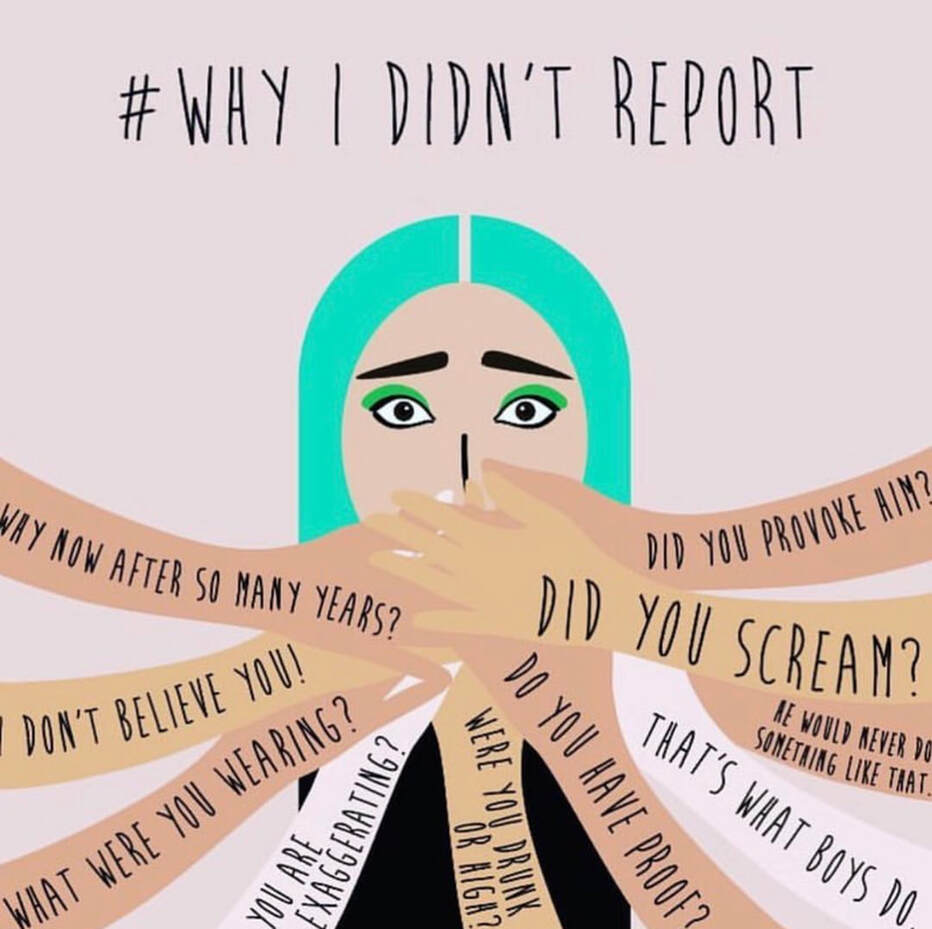 #WHY I DIDN'T REPORT
WHY NOW AFTER SO MANY YEARS?
DID YOU PROVOKE HIM?
DID YOU SCREAM?
I DON'T BELIEVE YOU!
WHAT WERE YOU WEARING?
YOU ARE
EXAGGERATING?
WERE YOU DRUNK
OR HIGH?
DO YOU HAVE PROOF?
THAT'S WHAT BOYS DO.
HE WOULD NEVER DO
SOMETHING LIKE THAT.